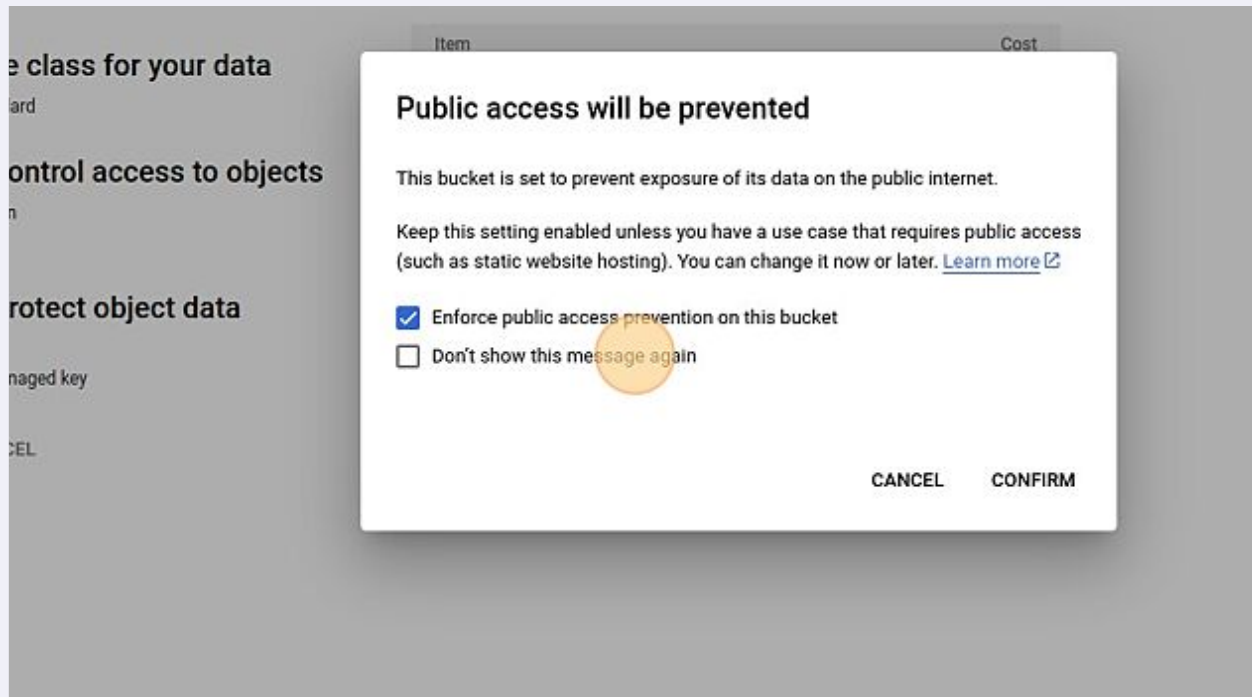 Item Cost
e class for your data
ard
ontrol access to objects
n
rotect object data
naged key
CEL
Public access will be prevented
This bucket is set to prevent exposure of its data on the public internet.
Keep this setting enabled unless you have a use case that requires public access
(such as static website hosting). You can change it now or later. Learn more
Enforce public access prevention on this bucket
Don't show this message again
CANCEL CONFIRM